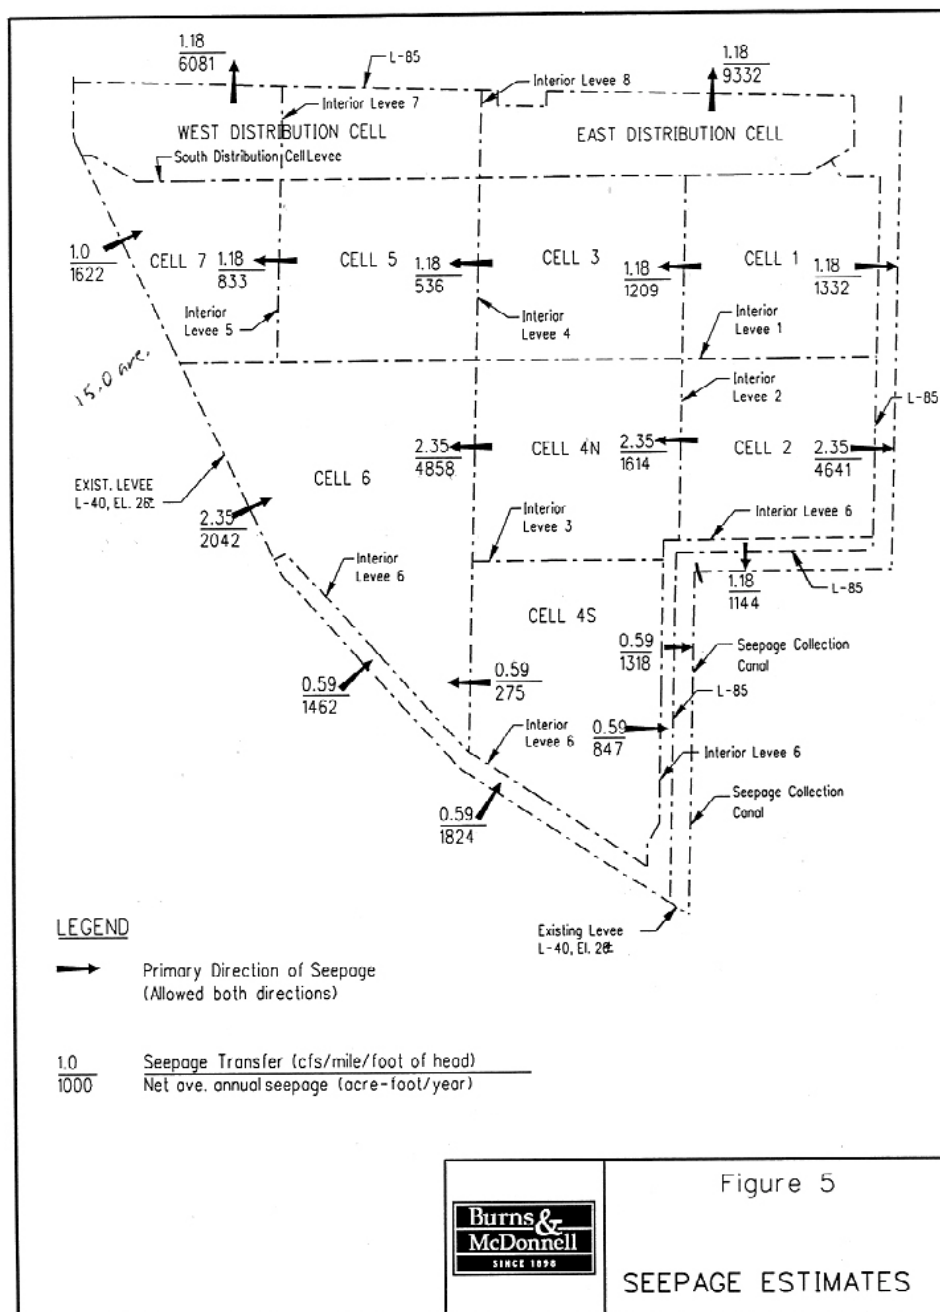 1.18
6081
L-85
1.18
9332
Interior Levee 8
Interior Levee 7
WEST DISTRIBUTION CELL
EAST DISTRIBUTION CELL
South Distribution Cell Levee
1.0
1622
CELL 7
1.18
833
CELL 5
1.18
536
CELL 3
1.18
1209
CELL 1
1.18
1332
Interior
Levee 5
Interior
Levee 4
Interior
Levee 1
15.0 ave.
Interior
Levee 2
L-85
2.35
4858
CELL 4N
2.35
1614
CELL 2
2.35
4641
CELL 6
EXIST. LEVEE
L-40, EL. 28±
2.35
2042
Interior
Levee 3
Interior Levee 6
Interior
Levee 6
1.18
1144
L-85
CELL 4S
0.59
1318
Seepage Collection
Canal
0.59
1462
0.59
275
L-85
Interior
Levee 6
0.59
847
Interior Levee 6
0.59
1824
Seepage Collection
Canal
Existing Levee
L-40, El. 28±
LEGEND
Primary Direction of Seepage
(Allowed both directions)
1.0
Seepage Transfer (cfs/mile/foot of head)
1000
Net ave. annual seepage (acre-foot/year)
Burns &
McDonnell
SINCE 1898
Figure 5
SEEPAGE ESTIMATES